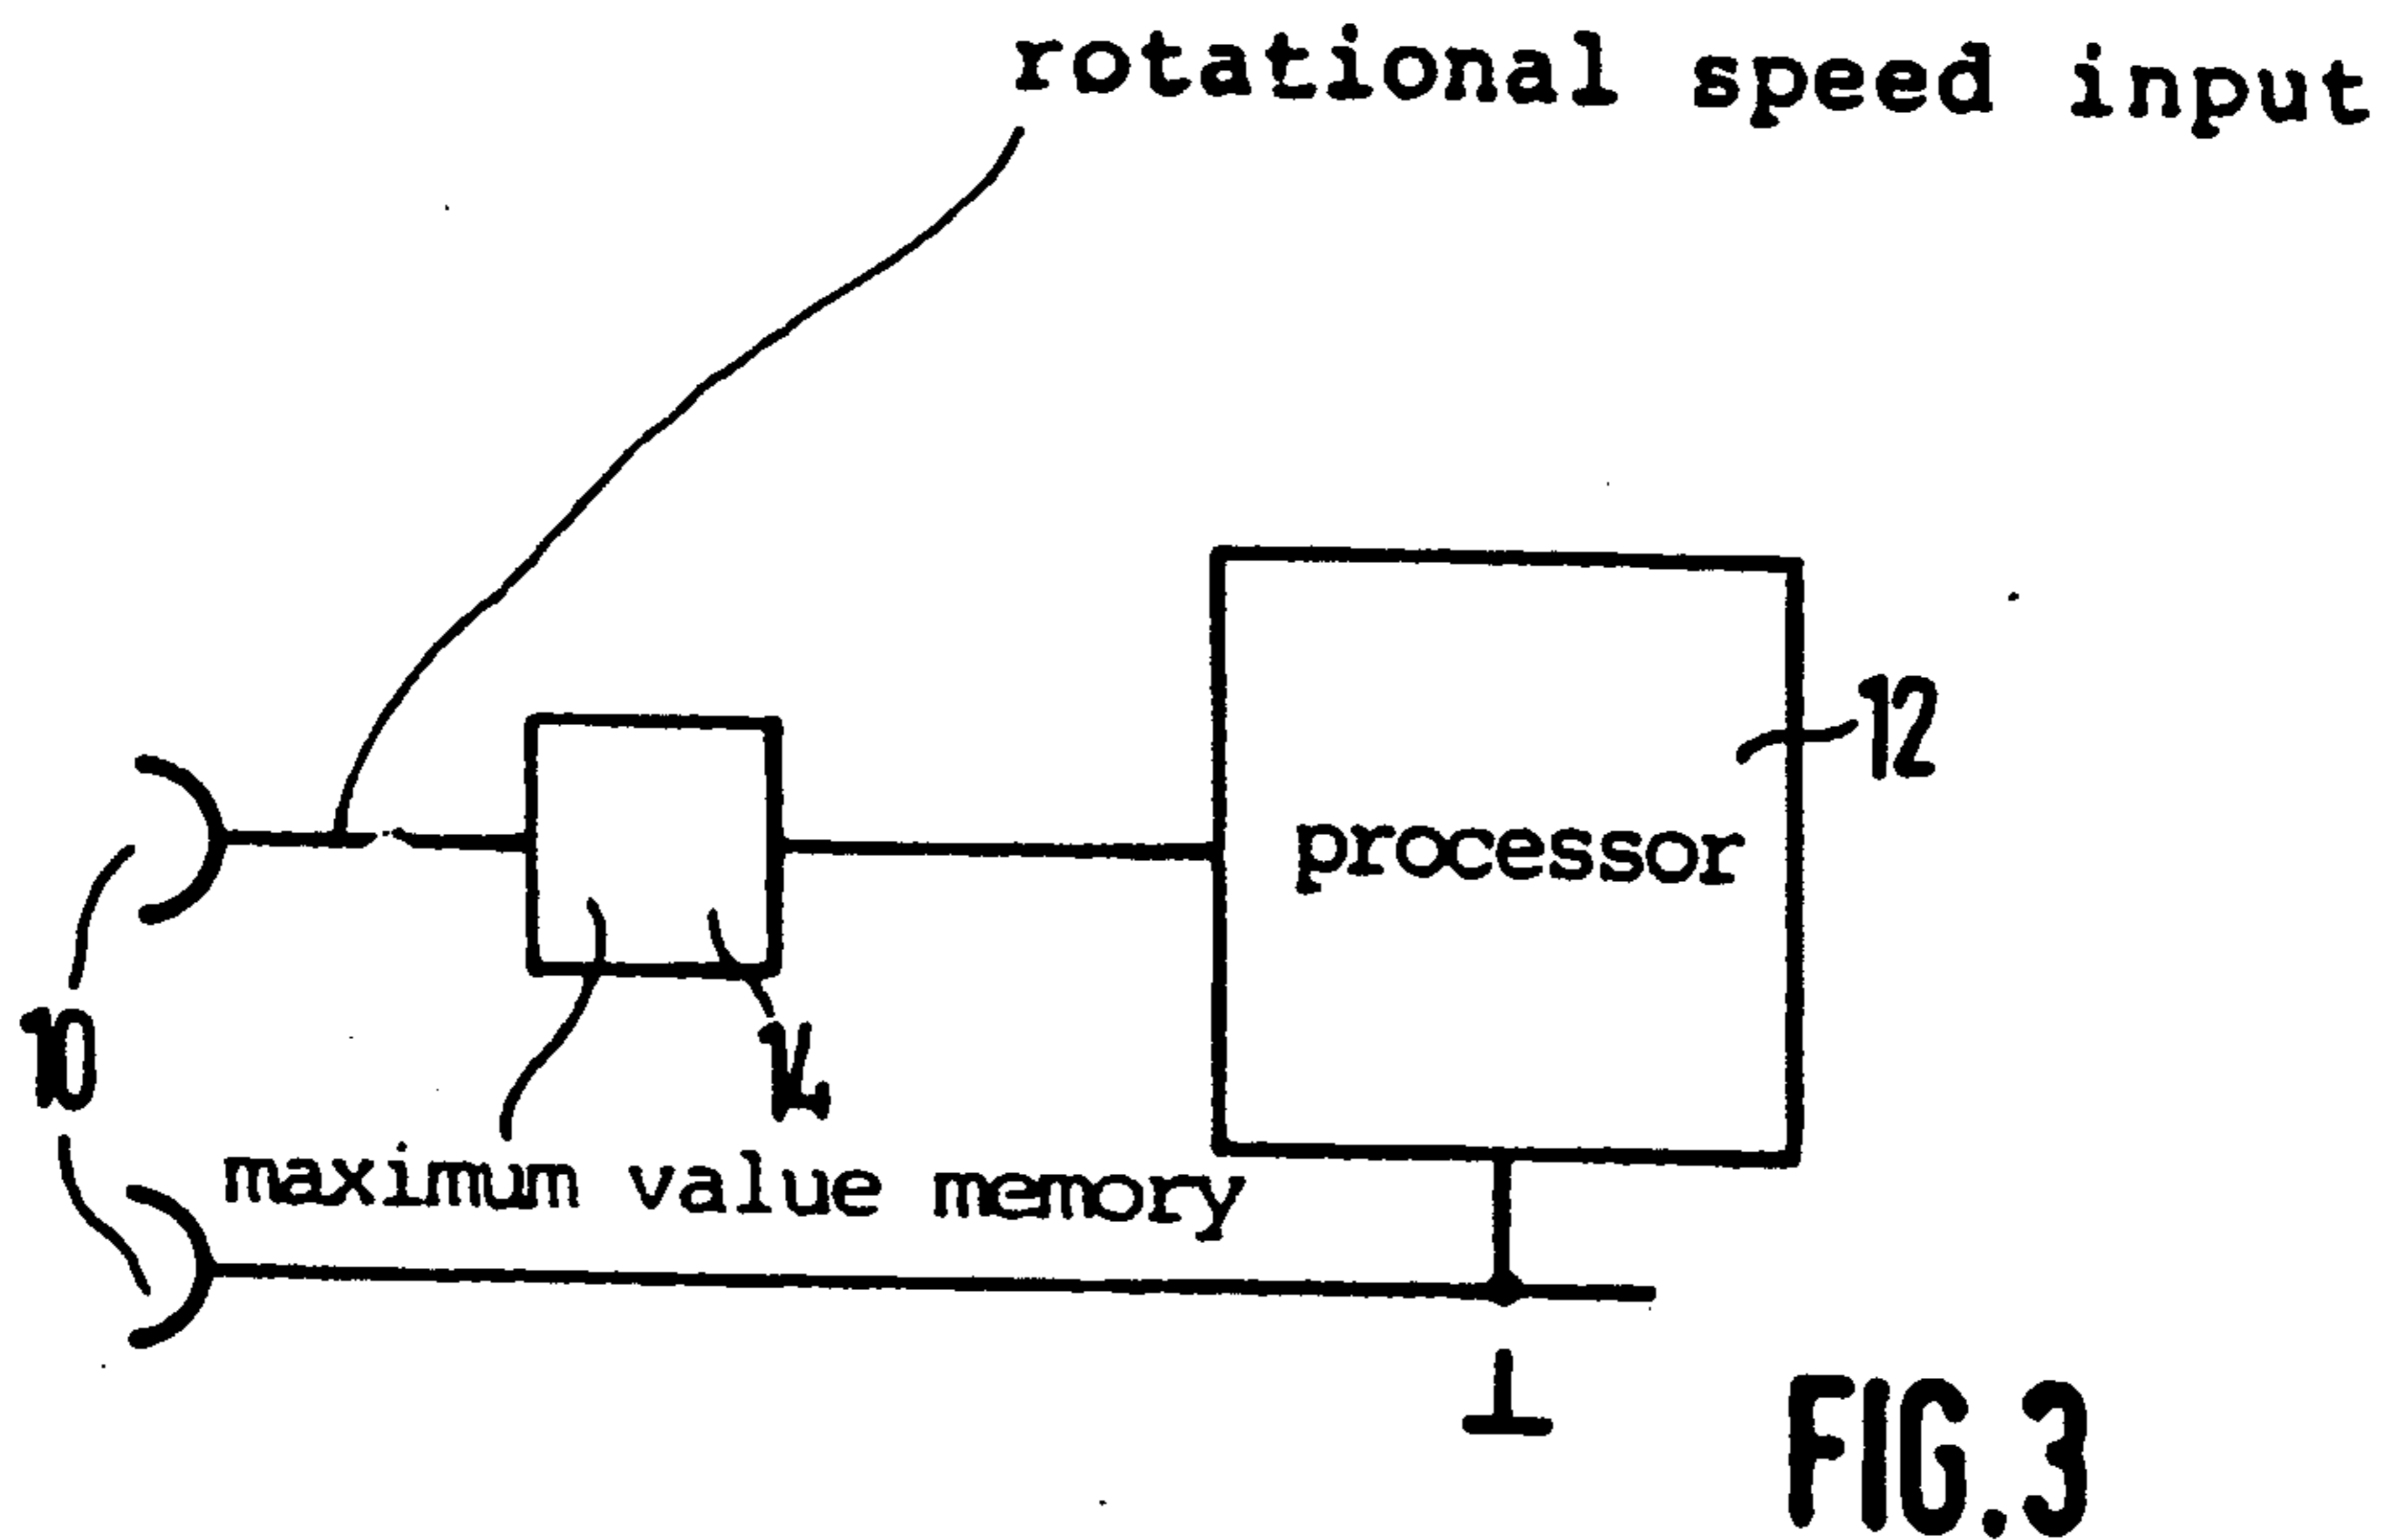 rotational speed input
12
processor
10
14
maximum value memory
FIG.3